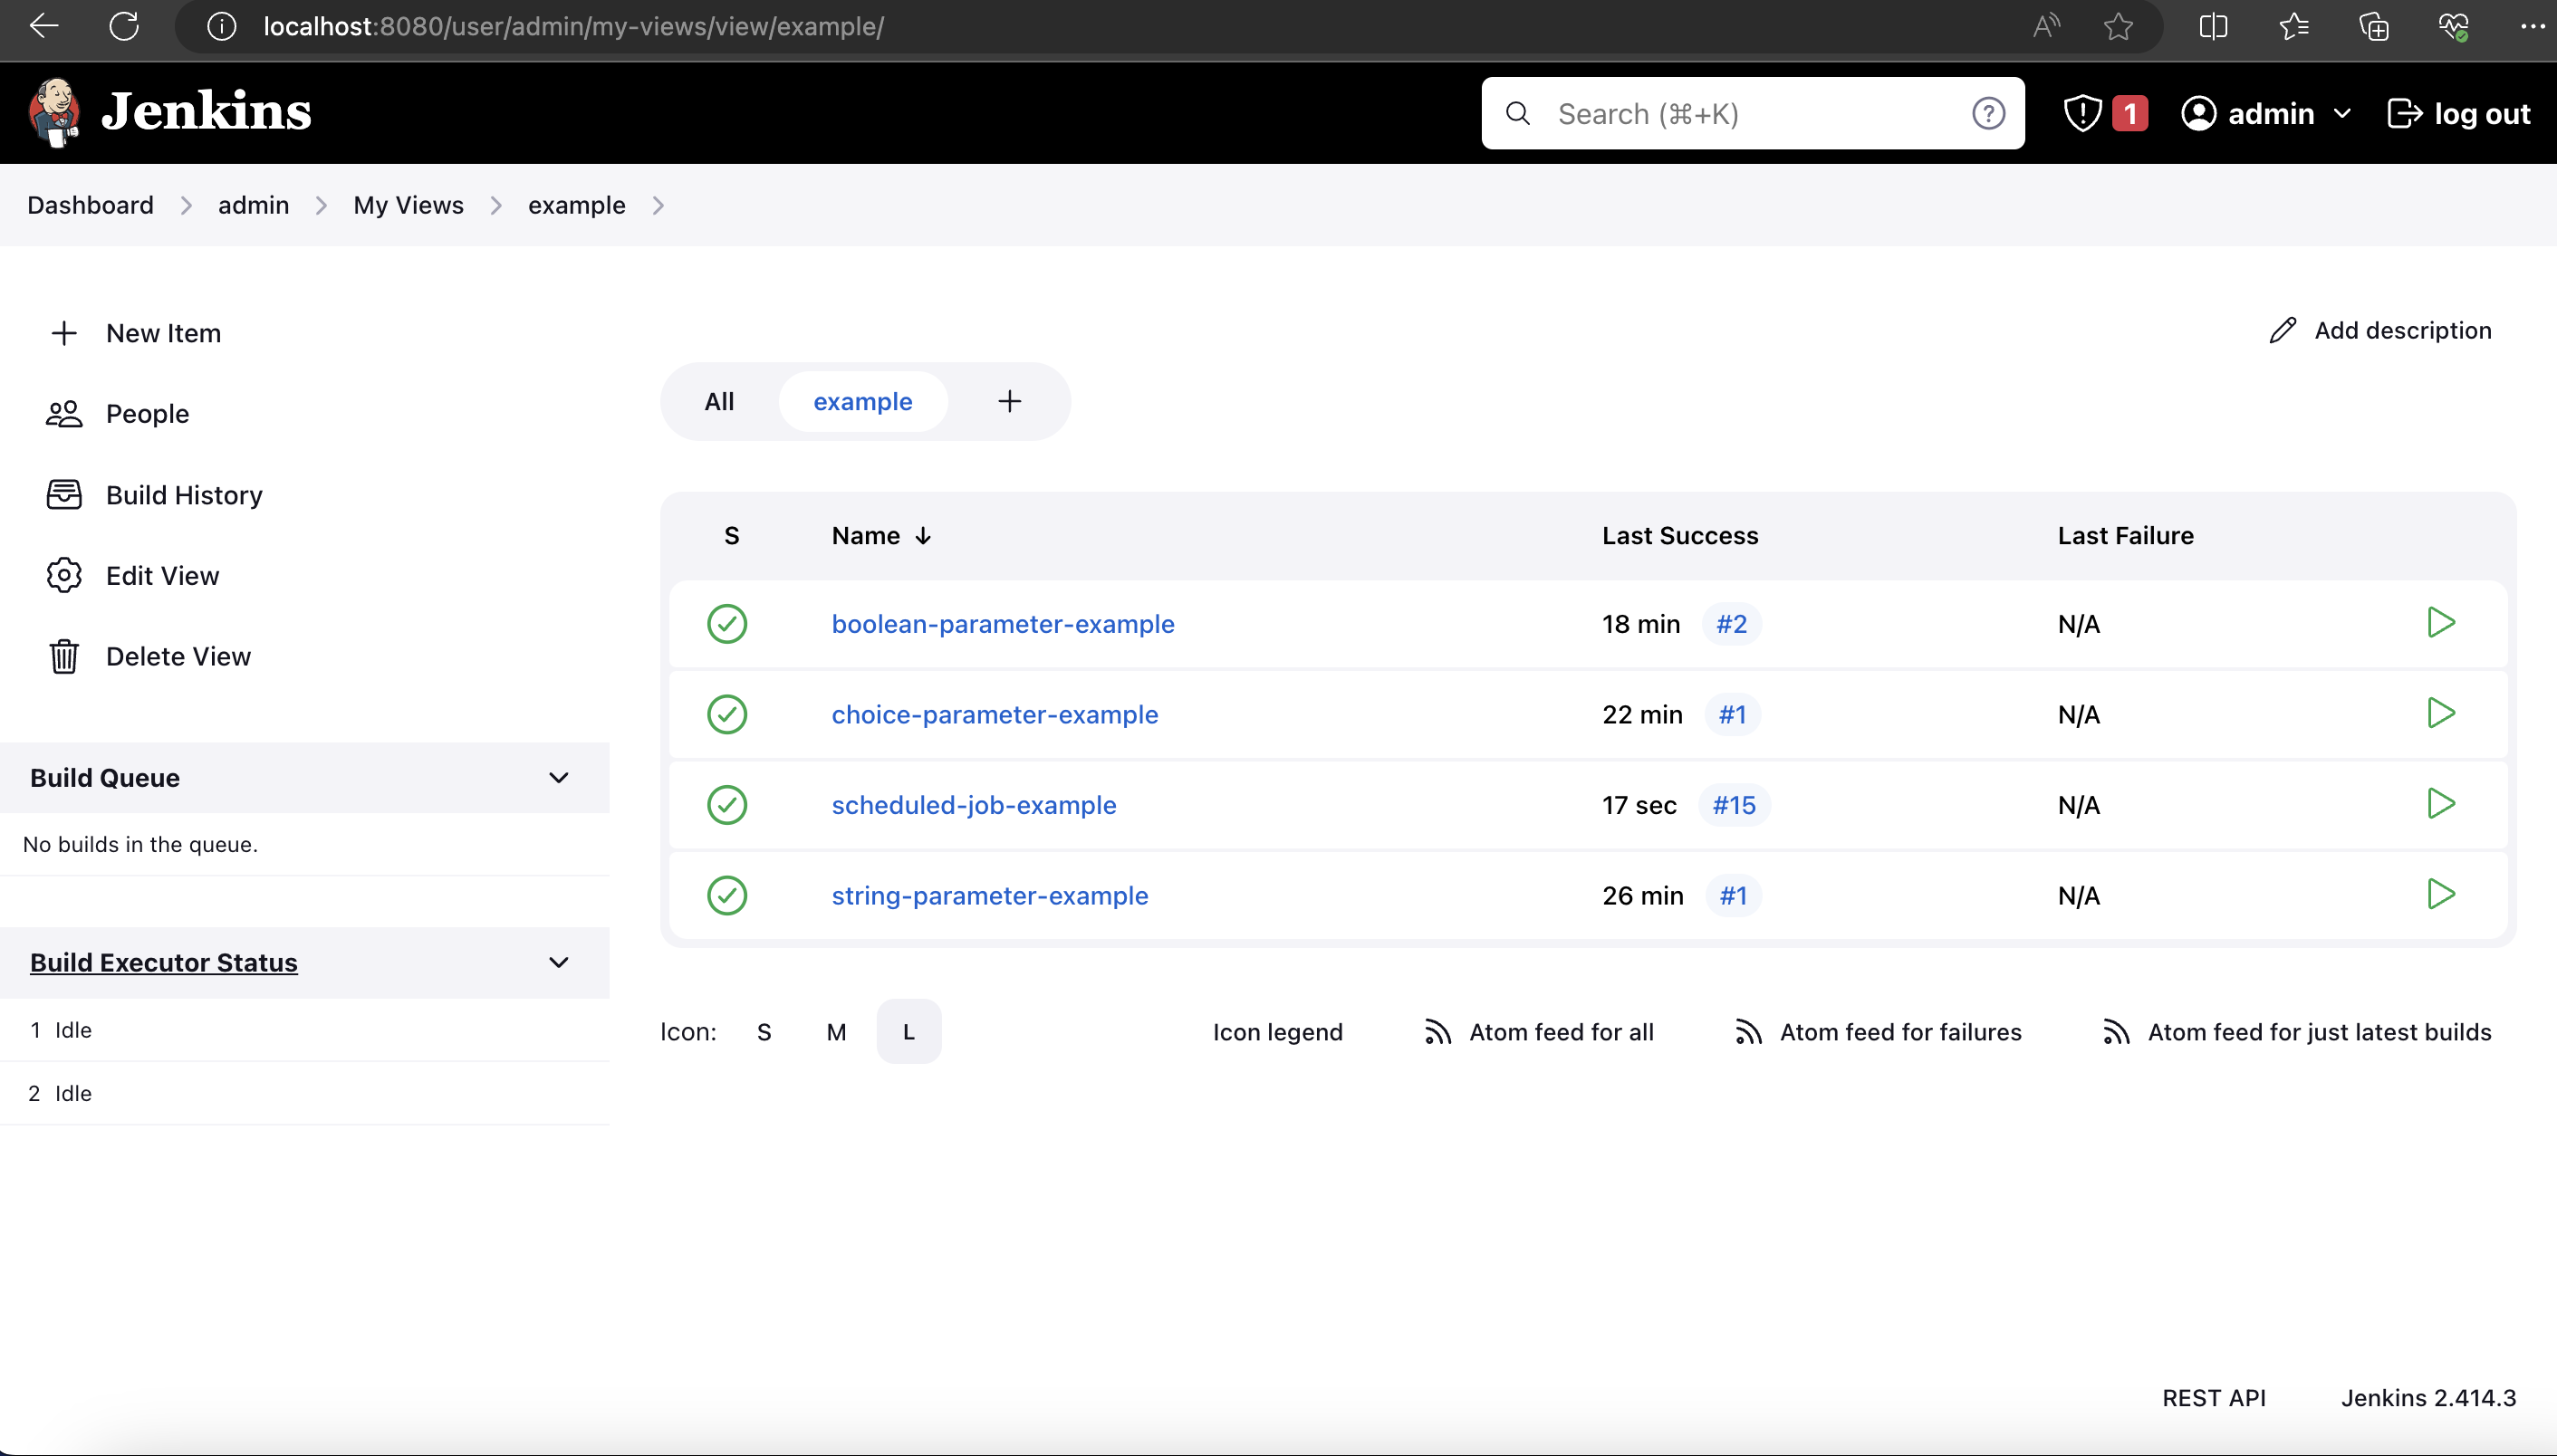 localhost:8080/user/admin/my-views/view/example/
Jenkins
Search (⌘+K)
1
admin
log out
Dashboard
admin
My Views
example
New Item
People
Build History
Edit View
Delete View
Build Queue
No builds in the queue.
Build Executor Status
1 Idle
2 Idle
Add description
All
example
+
S Name ↓ Last Success Last Failure
boolean-parameter-example 18 min #2 N/A
choice-parameter-example 22 min #1 N/A
scheduled-job-example 17 sec #15 N/A
string-parameter-example 26 min #1 N/A
Icon: S M L
Icon legend
Atom feed for all
Atom feed for failures
Atom feed for just latest builds
REST API
Jenkins 2.414.3